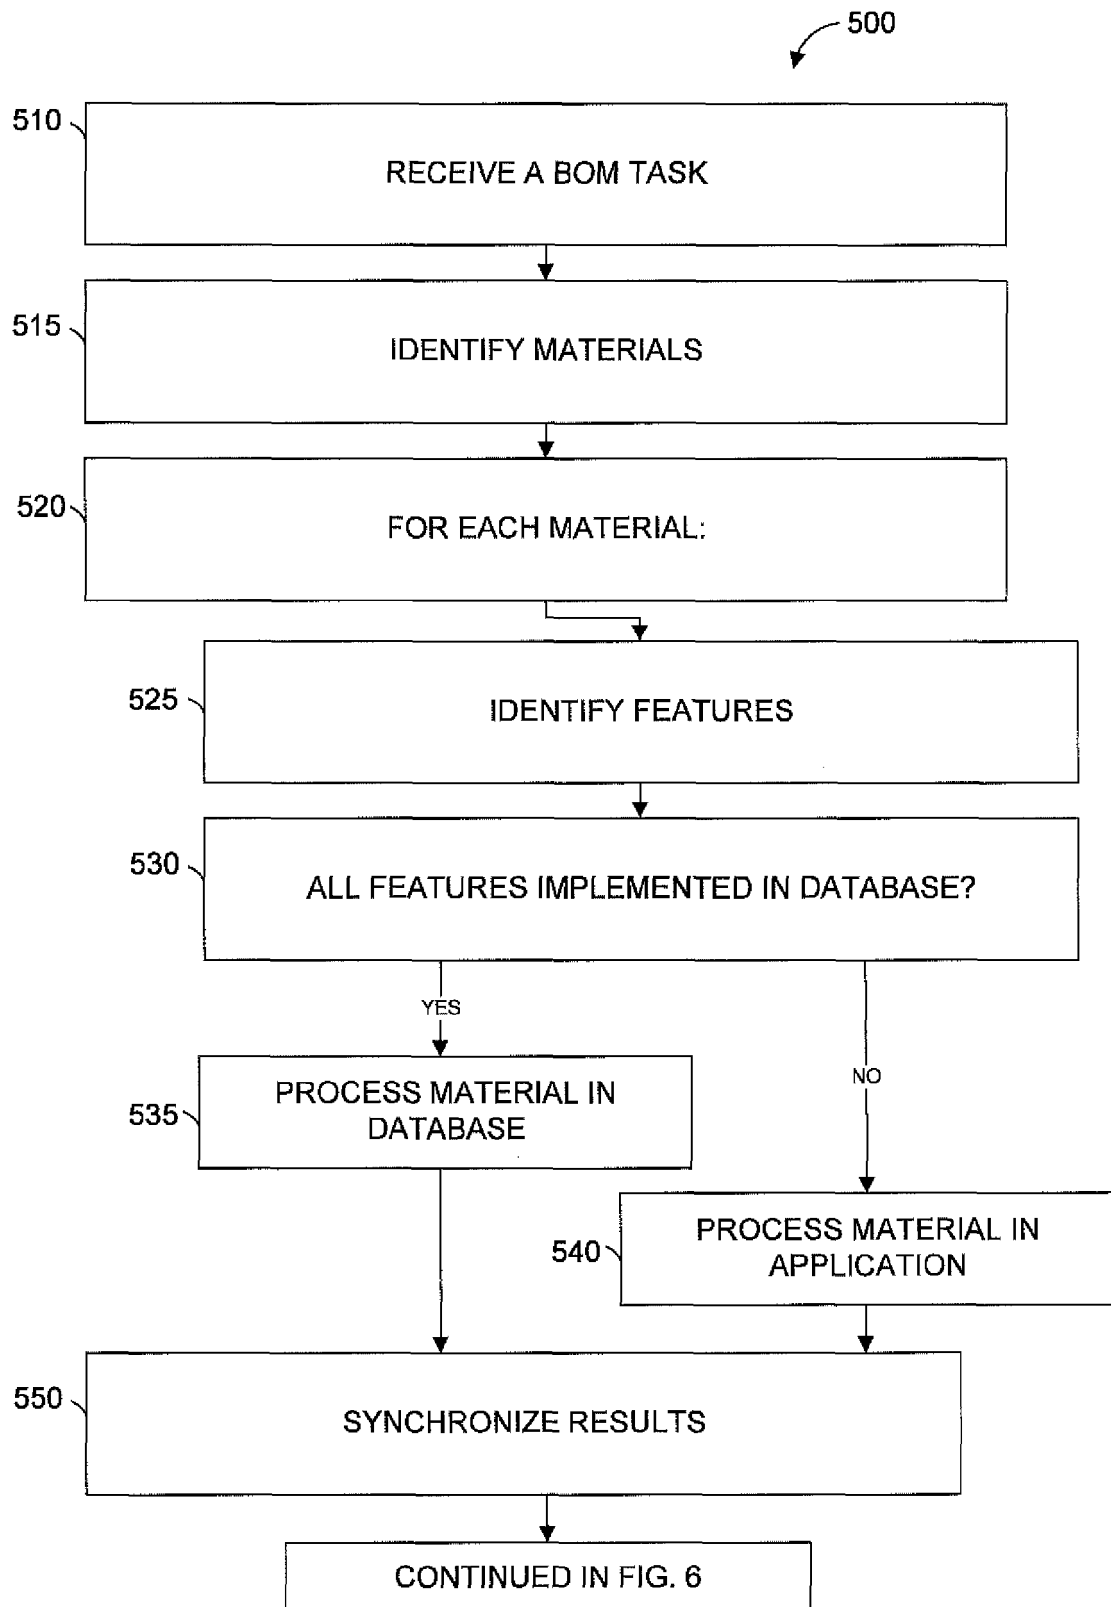 500
510
RECEIVE A BOM TASK
515
IDENTIFY MATERIALS
520
FOR EACH MATERIAL:
525
IDENTIFY FEATURES
530
ALL FEATURES IMPLEMENTED IN DATABASE?
YES
NO
535
PROCESS MATERIAL IN
DATABASE
540
PROCESS MATERIAL IN
APPLICATION
550
SYNCHRONIZE RESULTS
CONTINUED IN FIG. 6